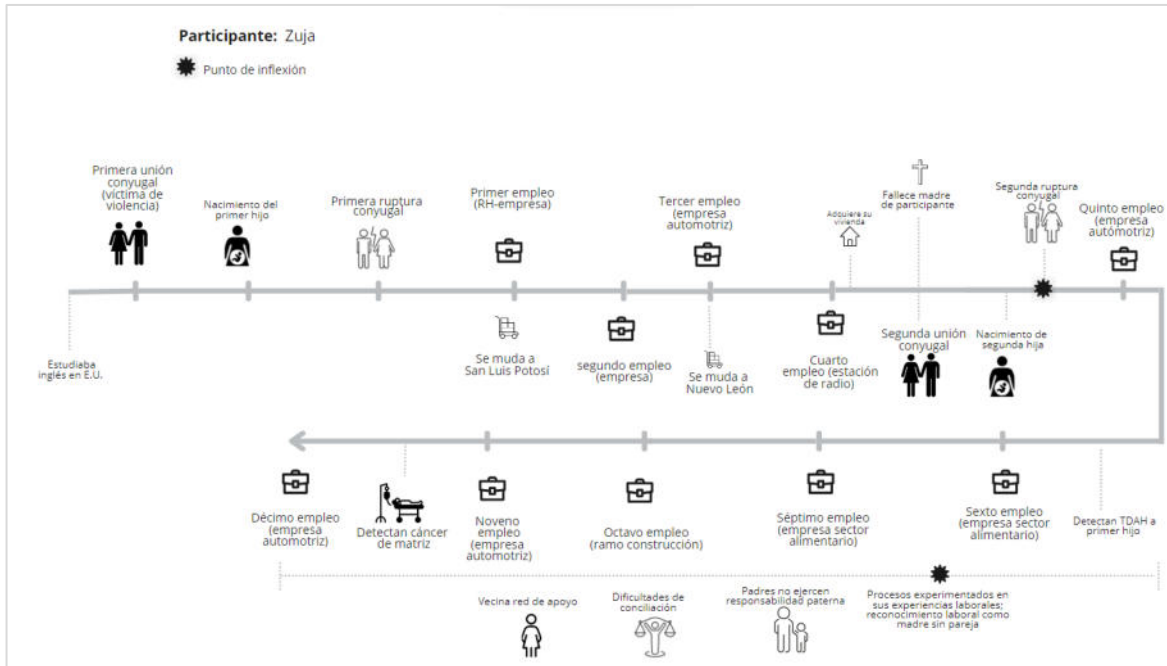 Participante: Zuja
Punto de inflexión
Primera unión
conyugal
(víctima de
violencia)
Nacimiento del
primer hijo
Primera ruptura
conyugal
Primer empleo
(RH-empresa)
Tercer empleo
(empresa
automotriz)
Adquiere su
vivienda
Fallece madre
de participante
Segunda ruptura
conyugal
Quinto empleo
(empresa
autómotriz)
Estudiaba
inglés en E.U.
Se muda a
San Luis Potosí
segundo empleo
(empresa)
Se muda a
Nuevo León
Cuarto
empleo (estación
de radio)
Segunda unión
conyugal
Nacimiento de
segunda hija
Décimo empleo
(empresa
automotriz)
Detectan cáncer
de matriz
Noveno
empleo
(empresa
automotriz)
Octavo empleo
(ramo construcción)
Séptimo empleo
(empresa sector
alimentario)
Sexto empleo
(empresa sector
alimentario)
Detectan TDAH a
primer hijo
Vecina red de apoyo
Dificultades de
conciliación
Padres no ejercen
responsabilidad paterna
Procesos experimentados en
sus experiencias laborales;
reconocimiento laboral como
madre sin pareja